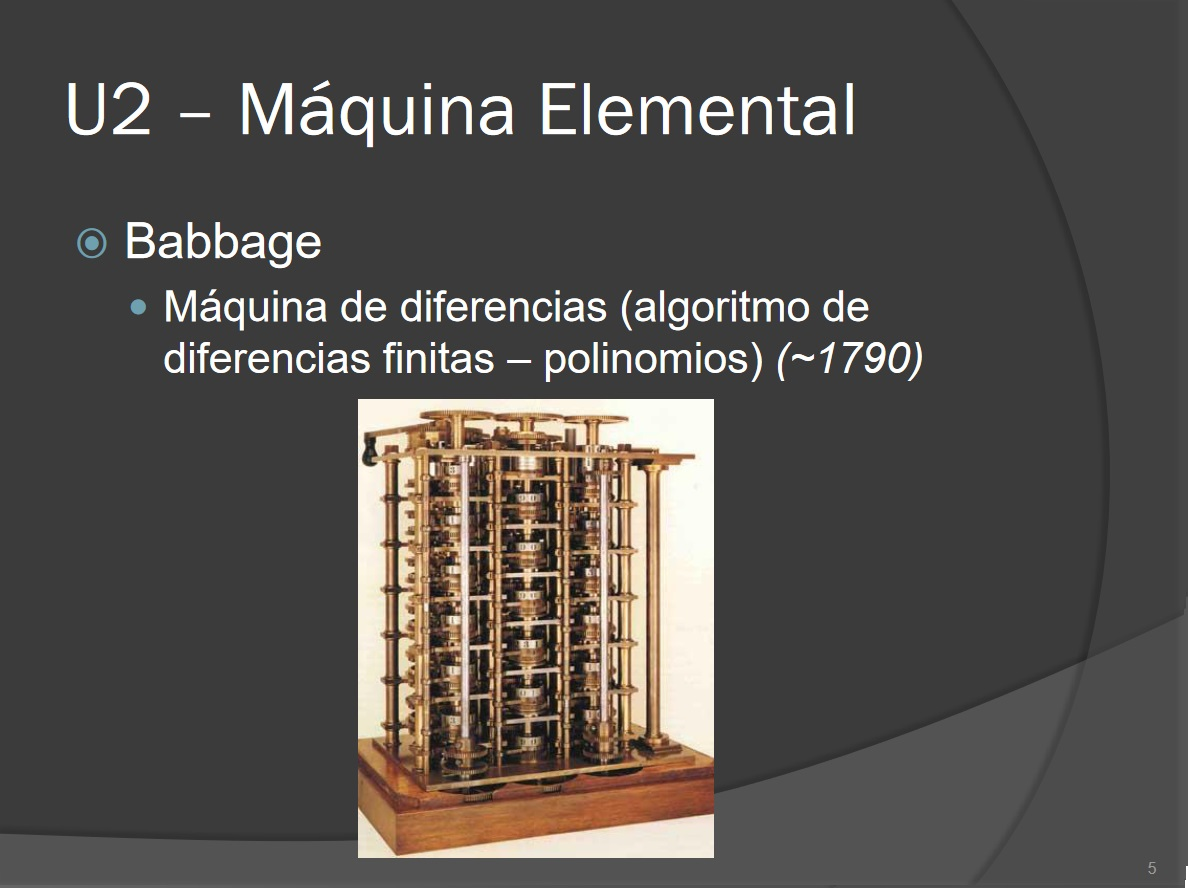 U2 – Máquina Elemental
Babbage
Máquina de diferencias (algoritmo de
diferencias finitas – polinomios) (~1790)
5